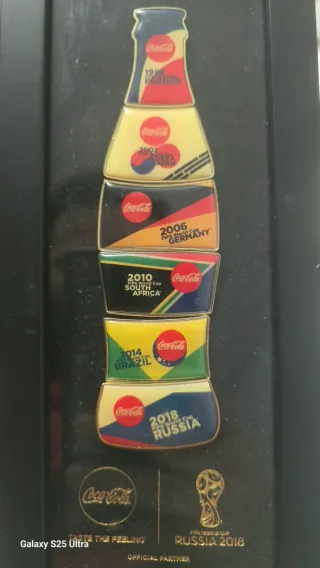 Coca-Cola
1998
FRANCE
Coca-Cola
2002
KOREA
JAPAN
Coca-Cola
2006
FIFA WORLD CUP
GERMANY
2010
FIFA WORLD CUP
SOUTH
AFRICA
Coca-Cola
2014
BRAZIL
Coca-Cola
Coca-Cola
2018
FIFA WORLD CUP
RUSSIA
Coca-Cola
TASTE THE FEELING
FIFA WORLD CUP
RUSSIA 2018
OFFICIAL PARTNER
Galaxy S25 Ultra